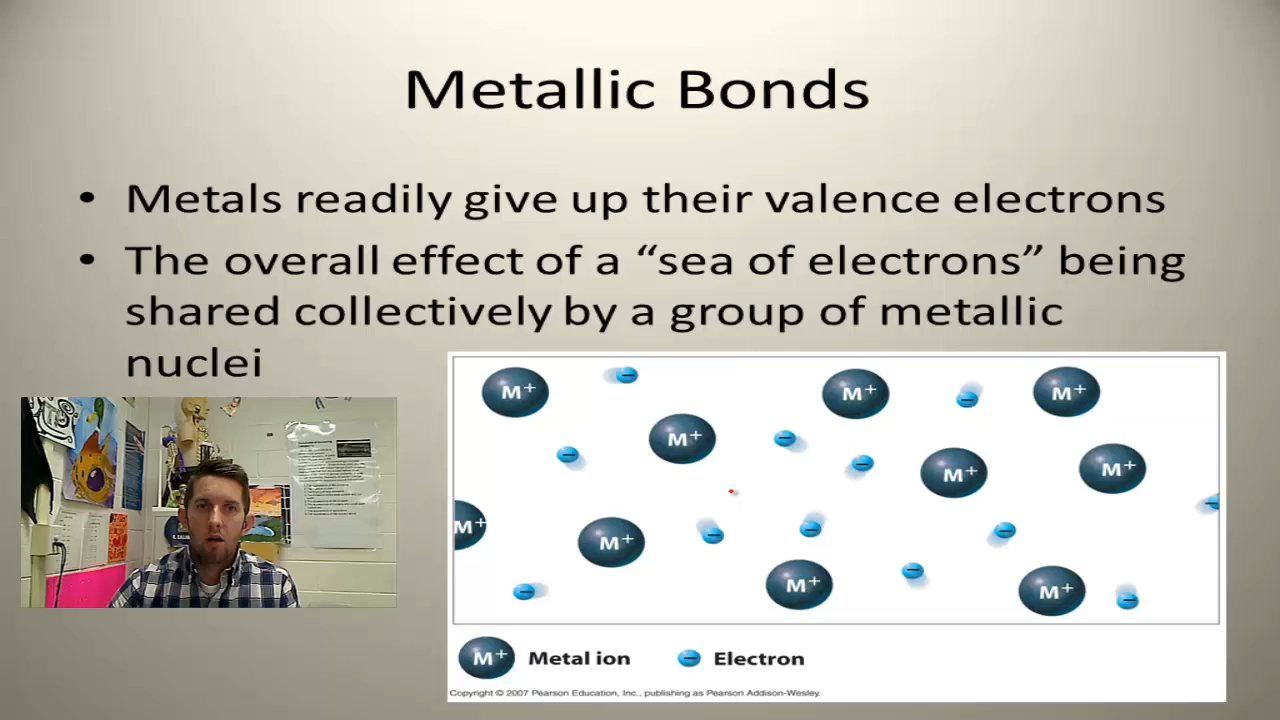 Metallic Bonds
• Metals readily give up their valence electrons
• The overall effect of a “sea of electrons” being
shared collectively by a group of metallic
nuclei
M⁺
−
M⁺
−
M⁺
M⁺
−
−
−
M⁺
M⁺
M⁺
M⁺
−
−
−
−
−
−
M⁺
M⁺
−
−
M⁺ Metal ion − Electron
Copyright © 2007 Pearson Education, Inc., publishing as Pearson Addison-Wesley.